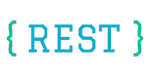 { REST }